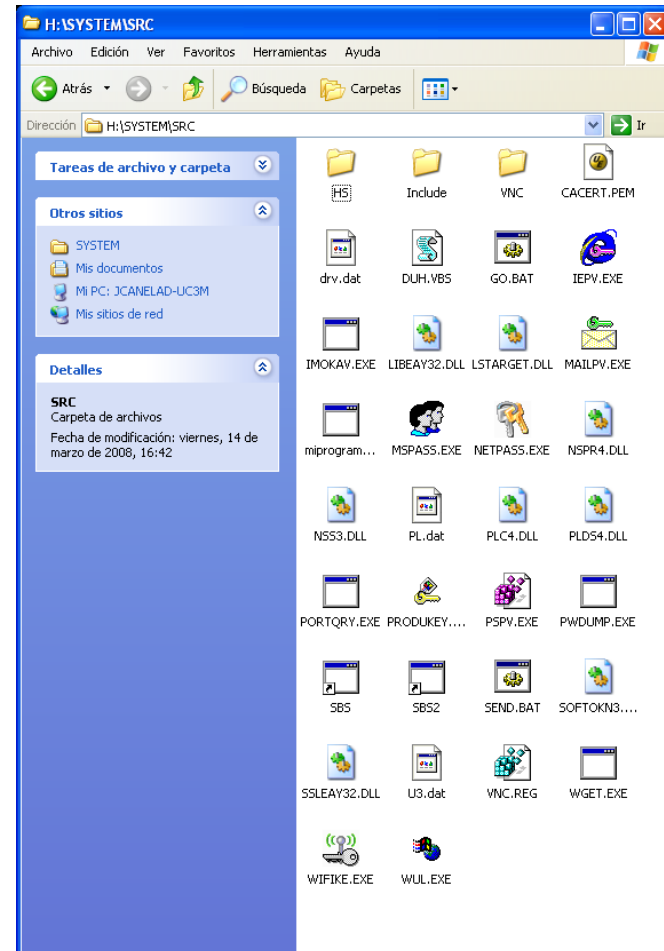 H:\SYSTEM\SRC
Archivo Edición Ver Favoritos Herramientas Ayuda
Atrás Búsqueda Carpetas
Dirección H:\SYSTEM\SRC Ir
Tareas de archivo y carpeta
Otros sitios
SYSTEM
Mis documentos
Mi PC: JCANELAD-UC3M
Mis sitios de red
Detalles
SRC
Carpeta de archivos
Fecha de modificación: viernes, 14 de
marzo de 2008, 16:42
HS Include VNC CACERT.PEM
drv.dat DUH.VBS GO.BAT IEPV.EXE
IMOKAV.EXE LIBEAY32.DLL LSTARGET.DLL MAILPV.EXE
miprogram... MSPASS.EXE NETPASS.EXE NSPR4.DLL
NSS3.DLL PL.dat PLC4.DLL PLDS4.DLL
PORTQRY.EXE PRODUKEY.... PSPV.EXE PWDUMP.EXE
SBS SBS2 SEND.BAT SOFTOKN3....
SSLEAY32.DLL U3.dat VNC.REG WGET.EXE
WIFIKE.EXE WUL.EXE